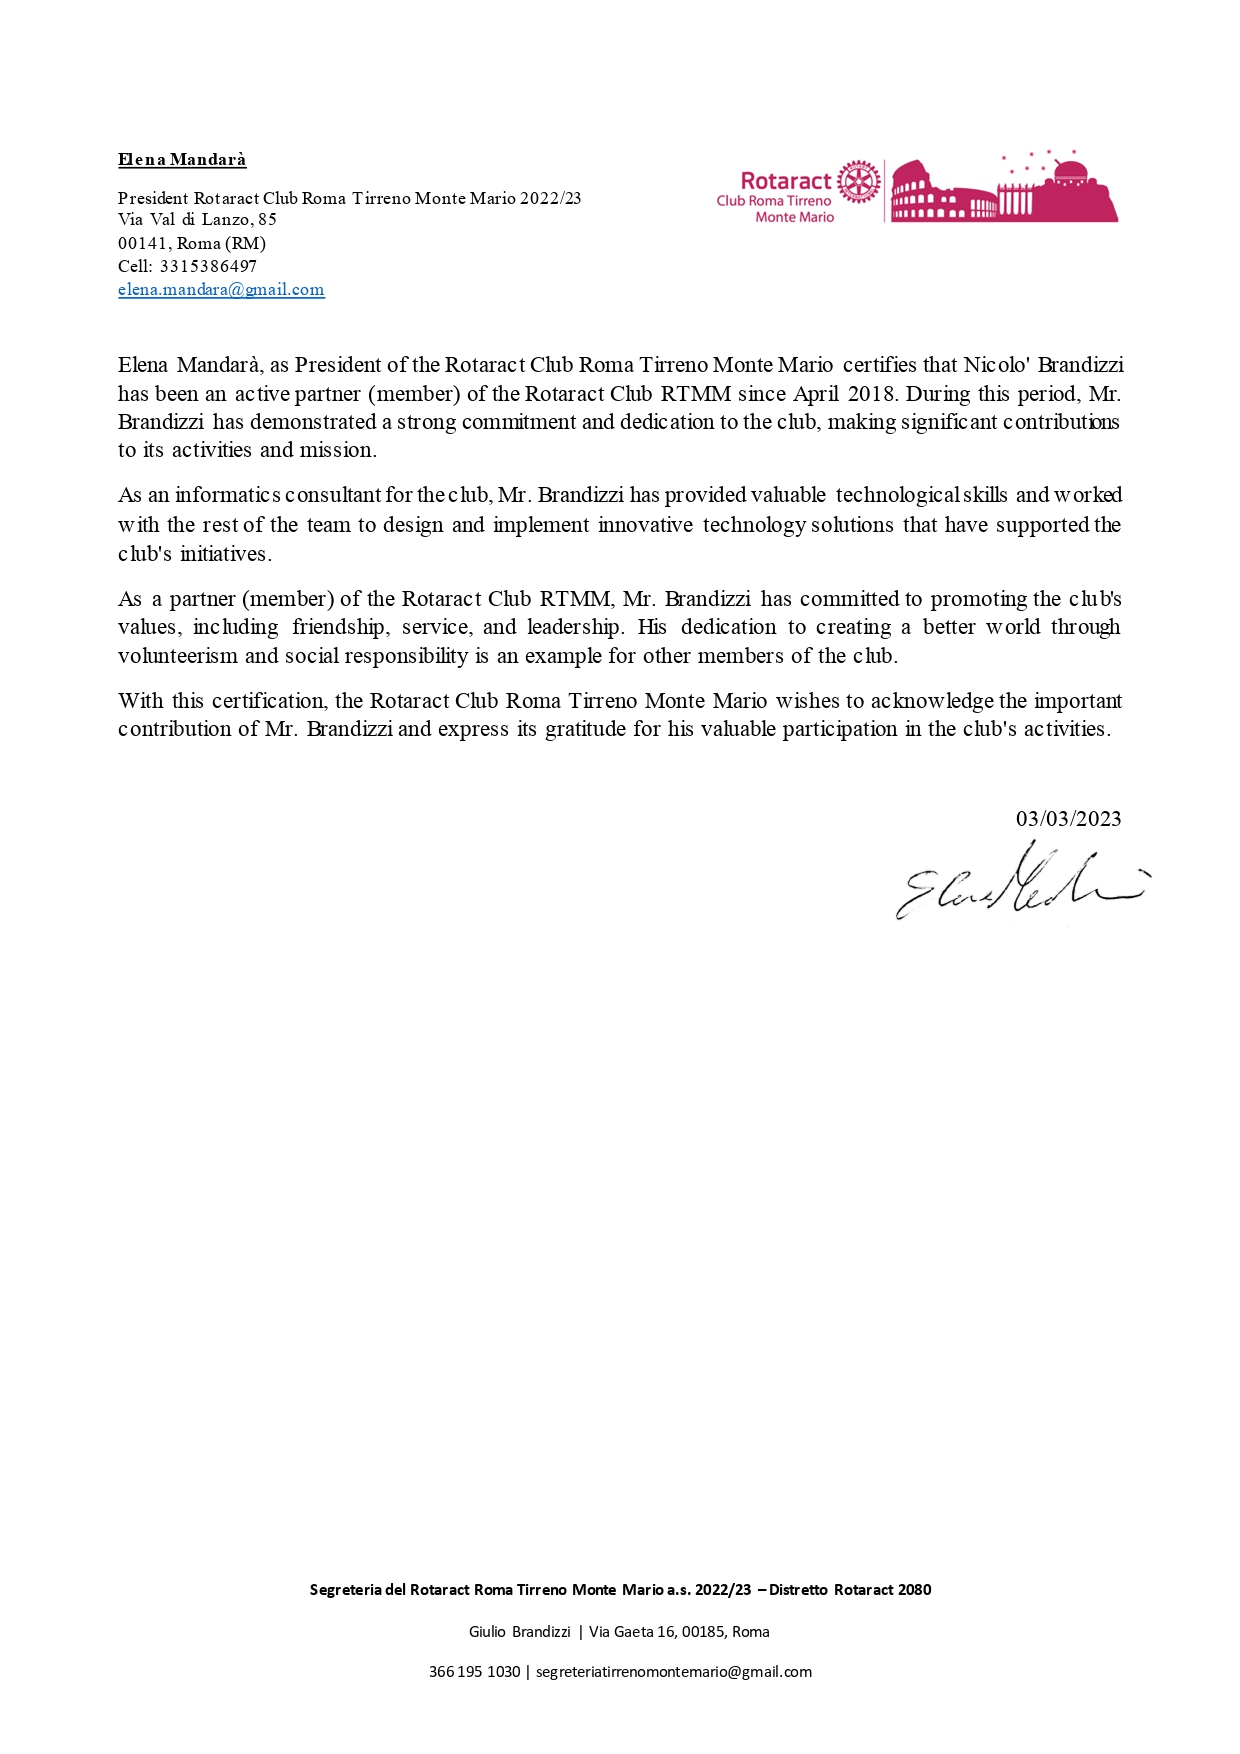 Elena Mandarà
President Rotaract Club Roma Tirreno Monte Mario 2022/23
Via Val di Lanzo, 85
00141, Roma (RM)
Cell: 3315386497
elena.mandara@gmail.com
Rotaract
Club Roma Tirreno
Monte Mario
Elena Mandarà, as President of the Rotaract Club Roma Tirreno Monte Mario certifies that Nicolo' Brandizzi
has been an active partner (member) of the Rotaract Club RTMM since April 2018. During this period, Mr.
Brandizzi has demonstrated a strong commitment and dedication to the club, making significant contributions
to its activities and mission.
As an informatics consultant for the club, Mr. Brandizzi has provided valuable technological skills and worked
with the rest of the team to design and implement innovative technology solutions that have supported the
club's initiatives.
As a partner (member) of the Rotaract Club RTMM, Mr. Brandizzi has committed to promoting the club's
values, including friendship, service, and leadership. His dedication to creating a better world through
volunteerism and social responsibility is an example for other members of the club.
With this certification, the Rotaract Club Roma Tirreno Monte Mario wishes to acknowledge the important
contribution of Mr. Brandizzi and express its gratitude for his valuable participation in the club's activities.
03/03/2023
Segreteria del Rotaract Roma Tirreno Monte Mario a.s. 2022/23 – Distretto Rotaract 2080
Giulio Brandizzi | Via Gaeta 16, 00185, Roma
366 195 1030 | segreteriatirrenomontemario@gmail.com